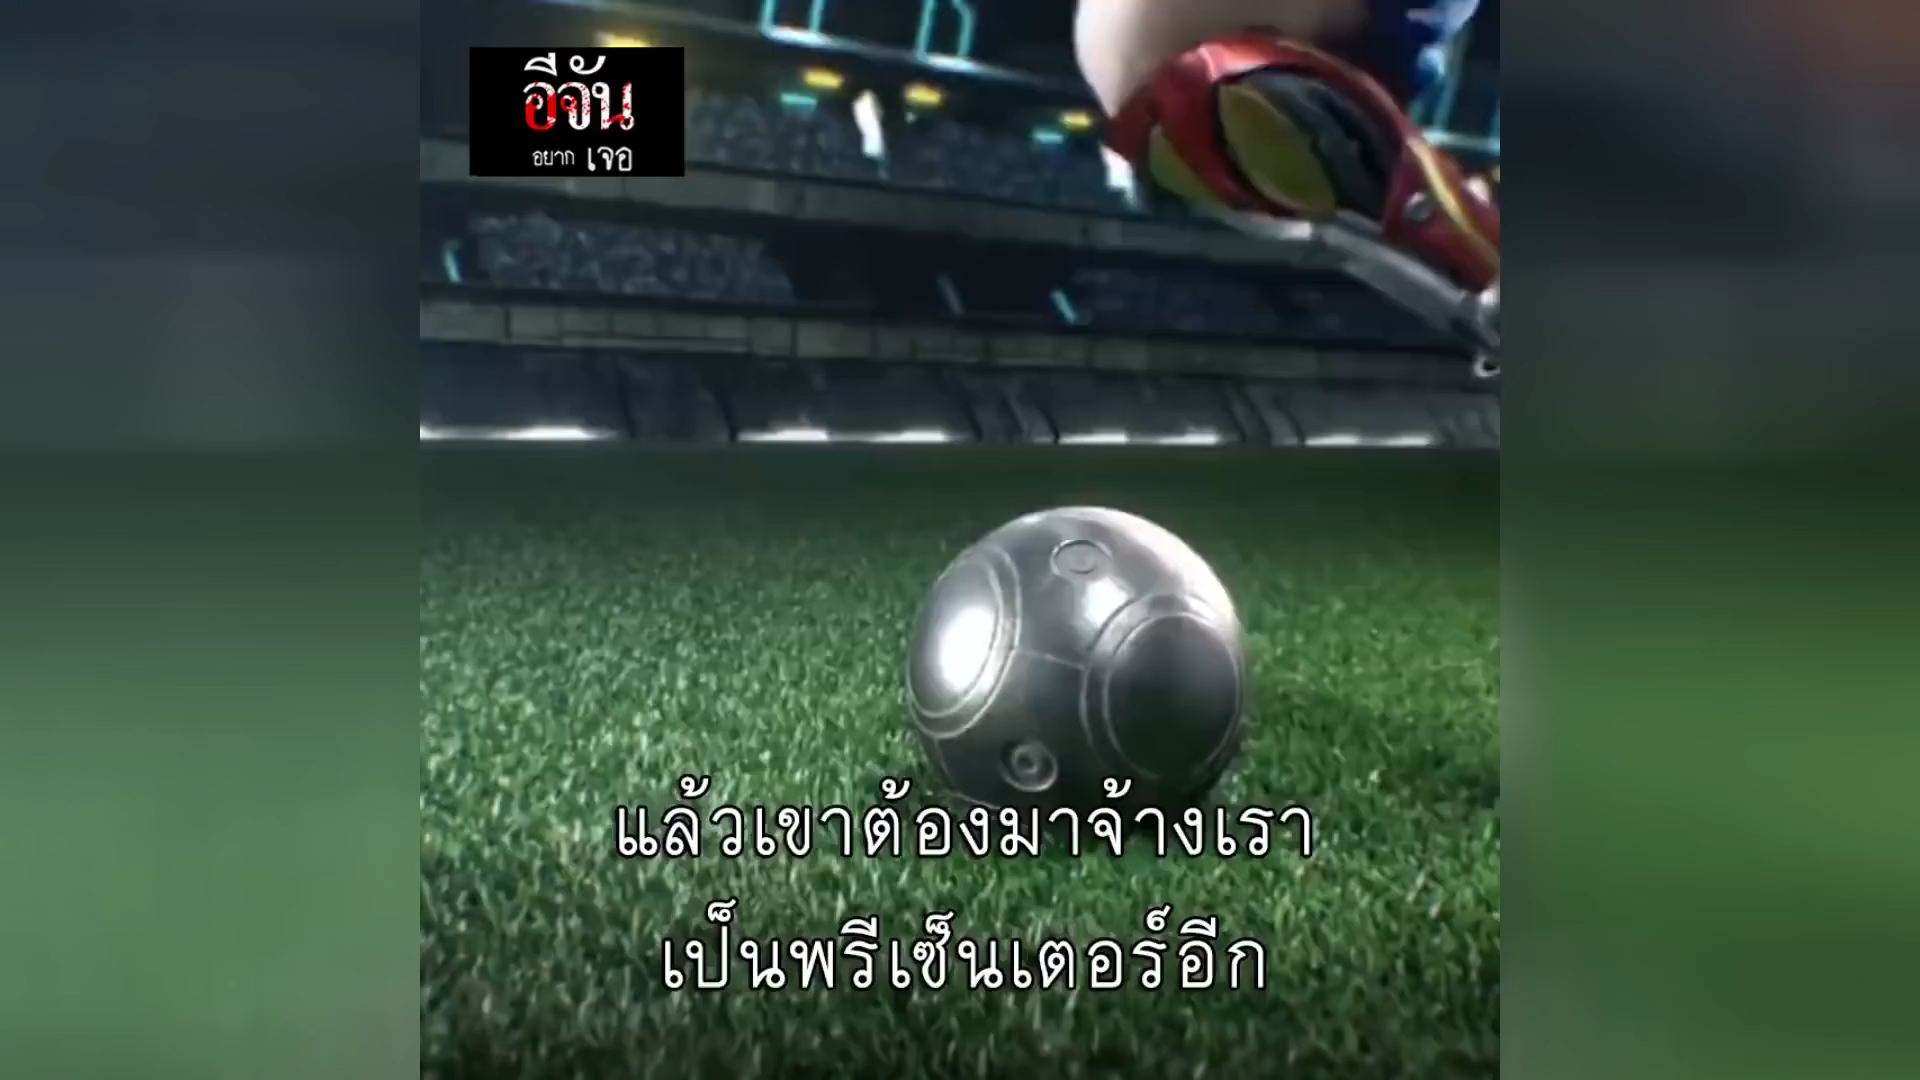 อีจัน
อยาก เจอ
แล้วเขาต้องมาจ้างเรา
เป็นพรีเซ็นเตอร์อีก